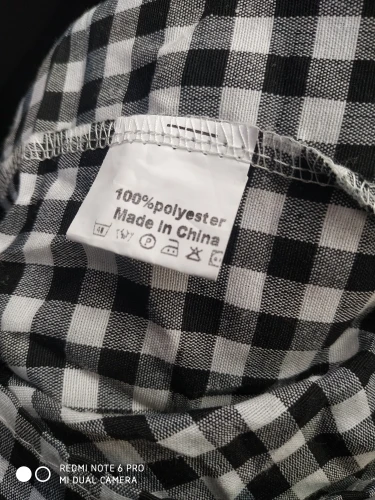 100%polyester
Made in China
P
REDMI NOTE 6 PRO
MI DUAL CAMERA